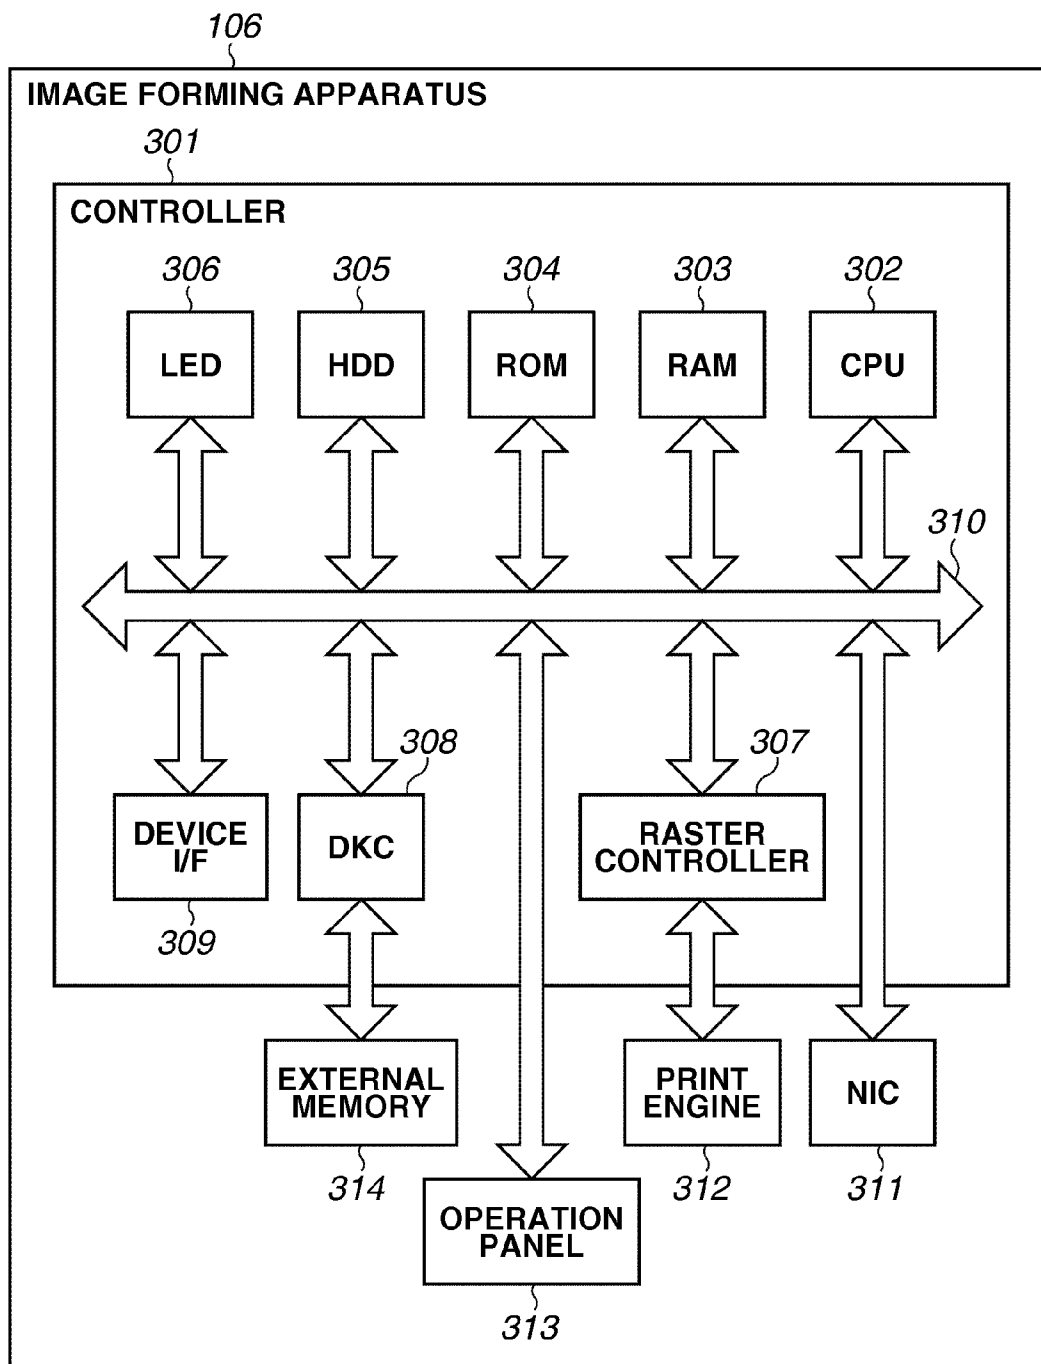 106
IMAGE FORMING APPARATUS
301
CONTROLLER
306 305 304 303 302
LED HDD ROM RAM CPU
310
308 307
DEVICE
I/F
DKC
RASTER
CONTROLLER
309
EXTERNAL
MEMORY
PRINT
ENGINE
NIC
314 312 311
OPERATION
PANEL
313